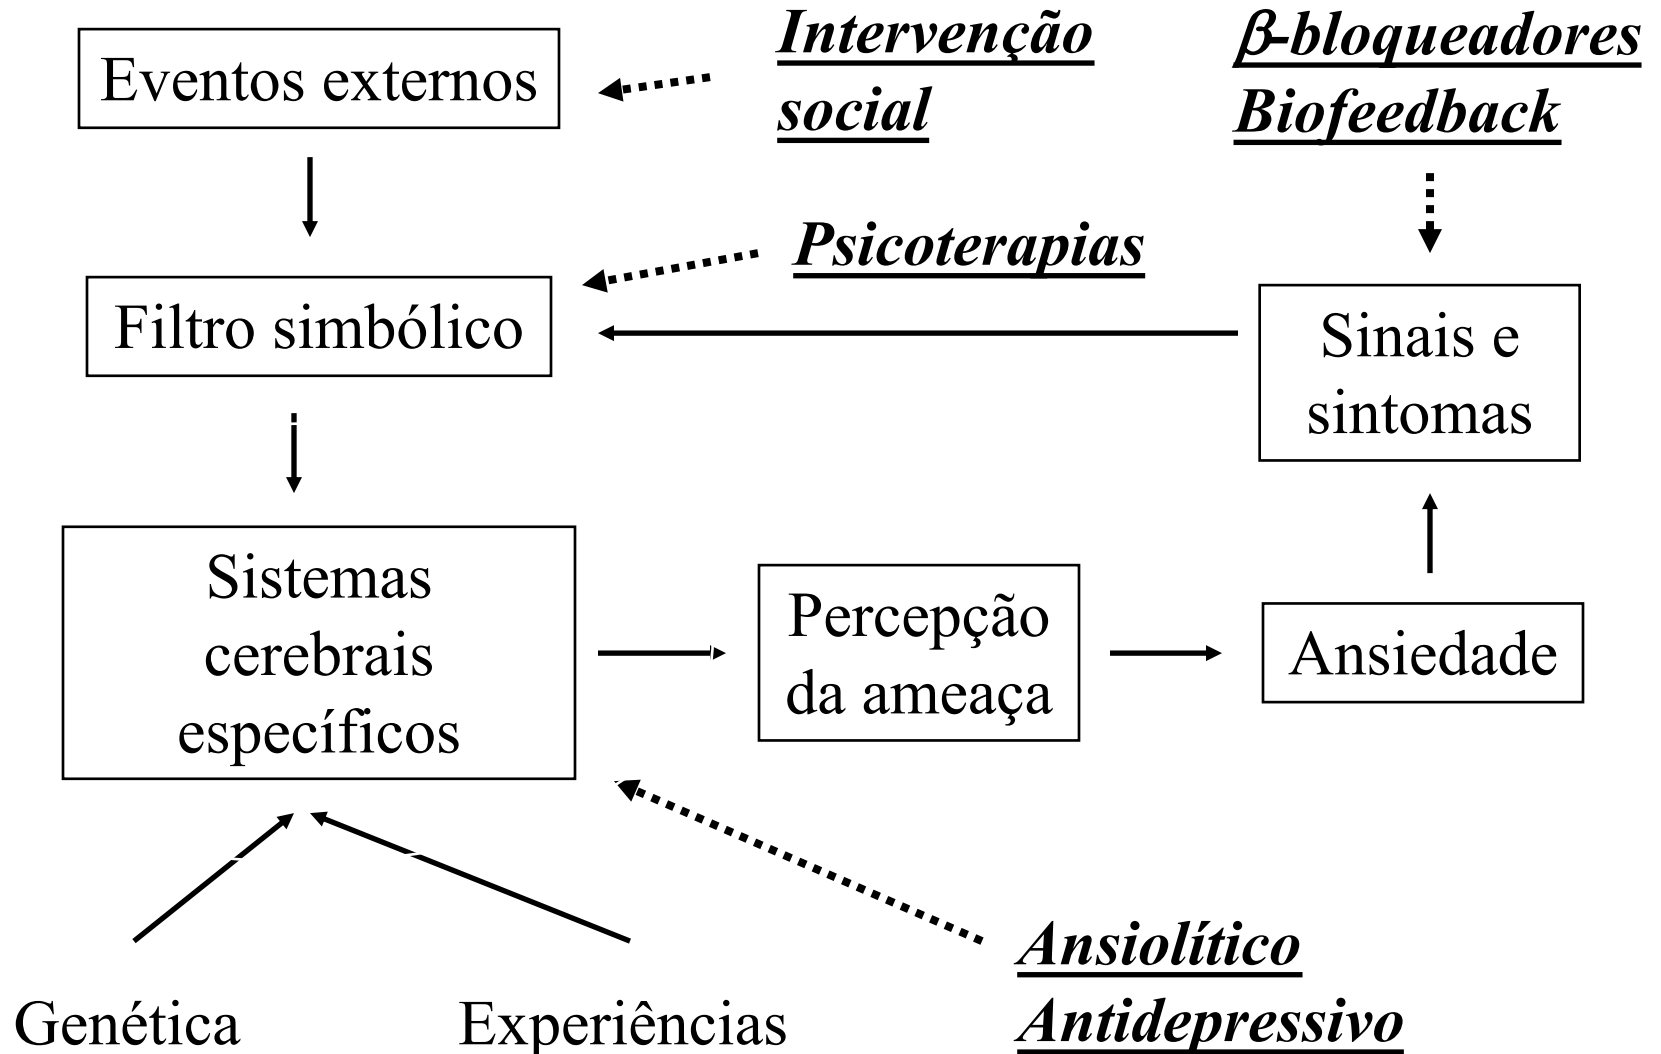 Eventos externos
Intervenção
social
β-bloqueadores
Biofeedback
Psicoterapias
Filtro simbólico
Sinais e
sintomas
Sistemas
cerebrais
específicos
Percepção
da ameaça
Ansiedade
Genética
Experiências
Ansiolítico
Antidepressivo